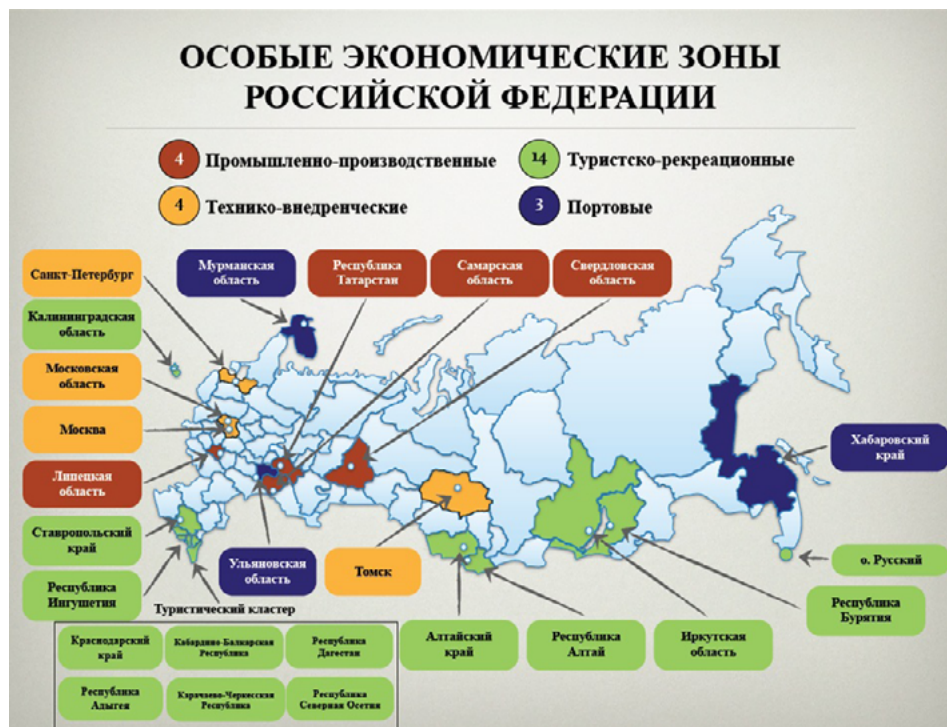 ОСОБЫЕ ЭКОНОМИЧЕСКИЕ ЗОНЫ
РОССИЙСКОЙ ФЕДЕРАЦИИ
4 Промышленно-производственные
14 Туристско-рекреационные
4 Технико-внедренческие
3 Портовые
Санкт-Петербург
Мурманская
область
Республика
Татарстан
Самарская
область
Свердловская
область
Калининградская
область
Московская
область
Москва
Липецкая
область
Ставропольский
край
Республика
Ингушетия
Ульяновская
область
Томск
Хабаровский
край
о. Русский
Республика
Бурятия
Иркутская
область
Республика
Алтай
Алтайский
край
Туристический кластер
Краснодарский
край
Кабардино-Балкарская
Республика
Республика
Дагестан
Республика
Адыгея
Карачаево-Черкесская
Республика
Республика
Северная Осетия